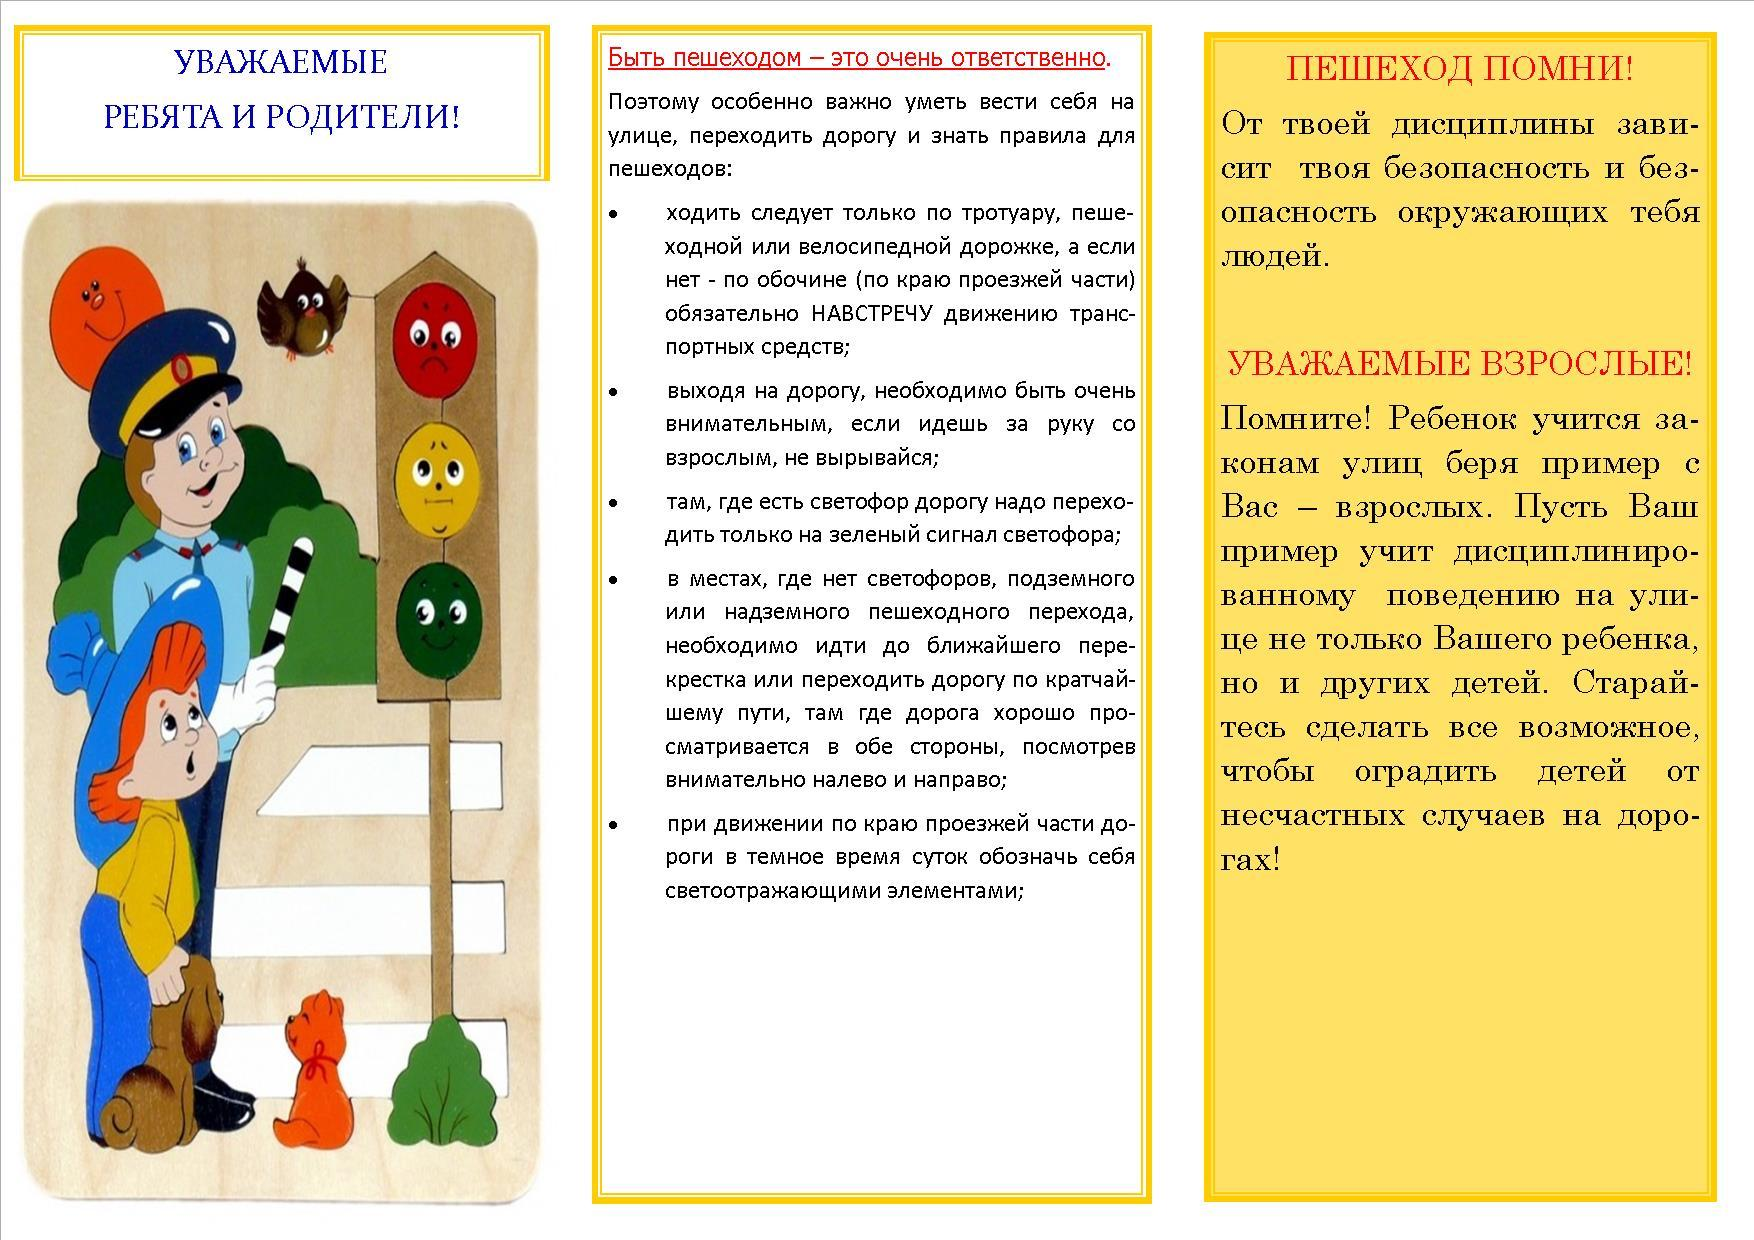 УВАЖАЕМЫЕ
РЕБЯТА И РОДИТЕЛИ!
Быть пешеходом – это очень ответственно.
Поэтому особенно важно уметь вести себя на
улице, переходить дорогу и знать правила для
пешеходов:
• ходить следует только по тротуару, пеше-
ходной или велосипедной дорожке, а если
нет - по обочине (по краю проезжей части)
обязательно НАВСТРЕЧУ движению транс-
портных средств;
• выходя на дорогу, необходимо быть очень
внимательным, если идешь за руку со
взрослым, не вырывайся;
• там, где есть светофор дорогу надо перехо-
дить только на зеленый сигнал светофора;
• в местах, где нет светофоров, подземного
или надземного пешеходного перехода,
необходимо идти до ближайшего пере-
крестка или переходить дорогу по кратчай-
шему пути, там где дорога хорошо про-
сматривается в обе стороны, посмотрев
внимательно налево и направо;
• при движении по краю проезжей части до-
роги в темное время суток обозначь себя
светоотражающими элементами;
ПЕШЕХОД ПОМНИ!
От твоей дисциплины зави-
сит твоя безопасность и без-
опасность окружающих тебя
людей.
УВАЖАЕМЫЕ ВЗРОСЛЫЕ!
Помните! Ребенок учится за-
конам улиц беря пример с
Вас – взрослых. Пусть Ваш
пример учит дисциплиниро-
ванному поведению на ули-
це не только Вашего ребенка,
но и других детей. Старай-
тесь сделать все возможное,
чтобы оградить детей от
несчастных случаев на доро-
гах!